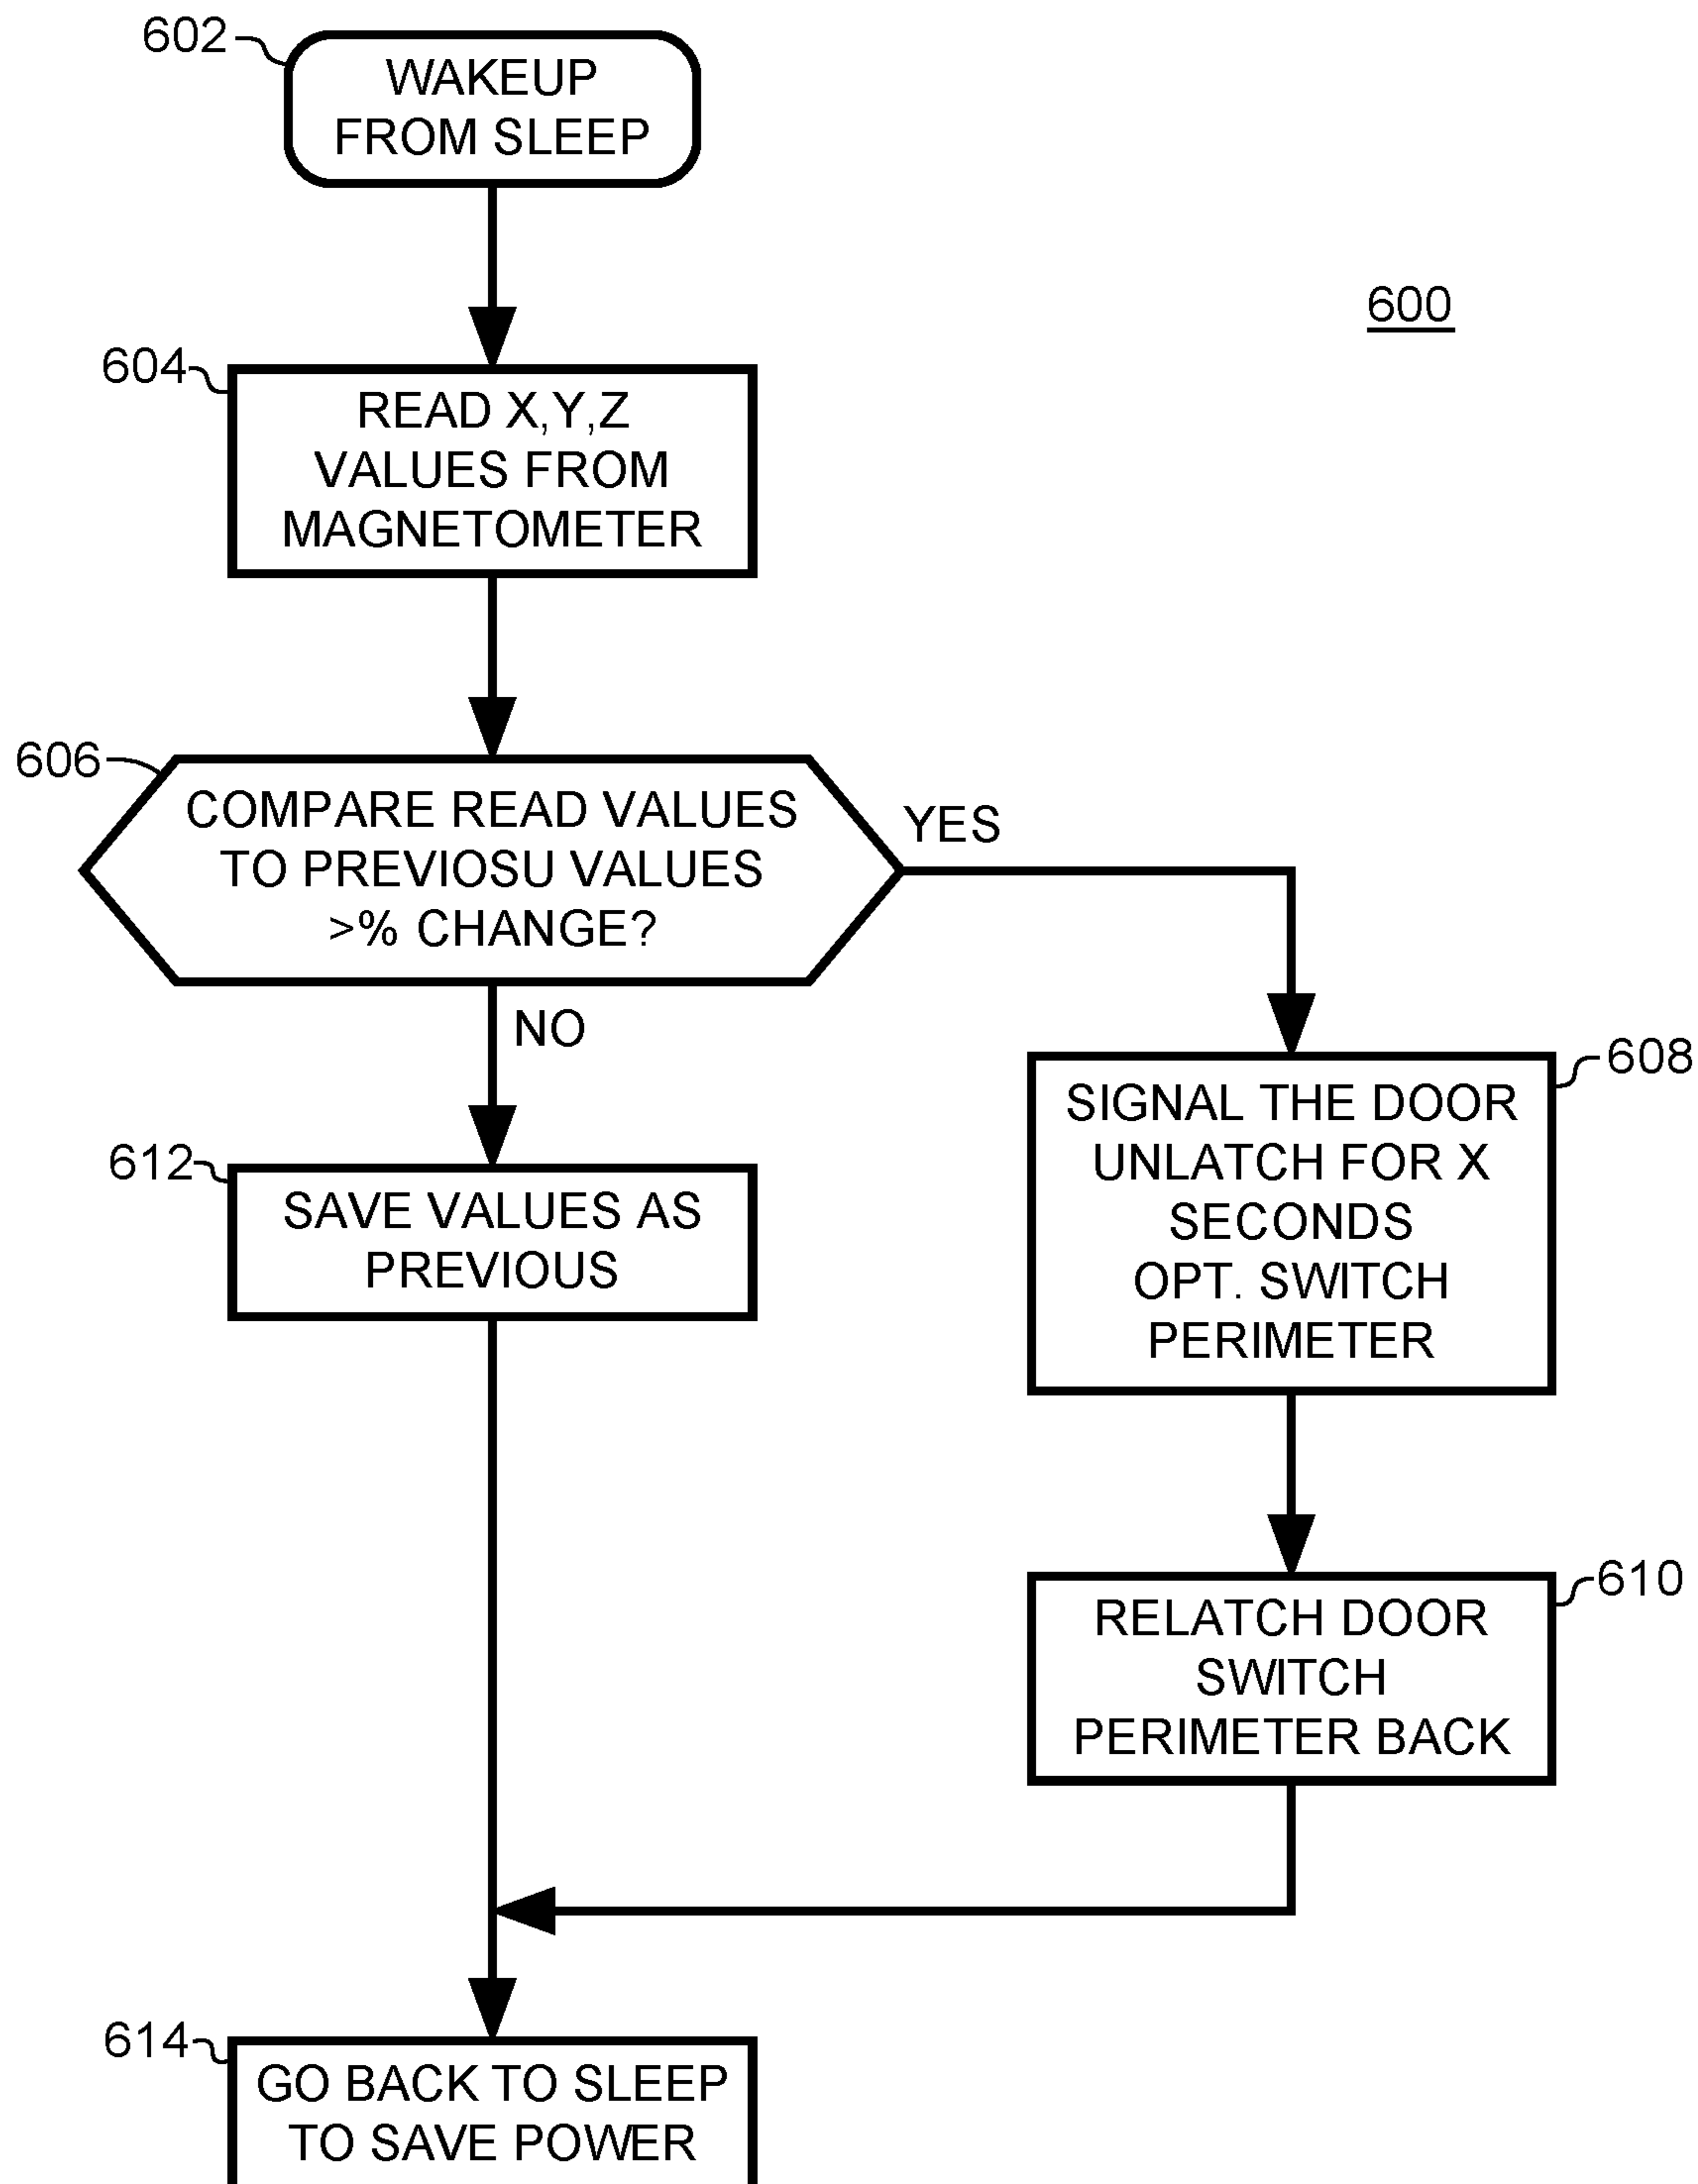 602
WAKEUP
FROM SLEEP
600
604
READ X,Y,Z
VALUES FROM
MAGNETOMETER
606
COMPARE READ VALUES
TO PREVIOSU VALUES
>% CHANGE?
YES
NO
608
SIGNAL THE DOOR
UNLATCH FOR X
SECONDS
OPT. SWITCH
PERIMETER
612
SAVE VALUES AS
PREVIOUS
610
RELATCH DOOR
SWITCH
PERIMETER BACK
614
GO BACK TO SLEEP
TO SAVE POWER